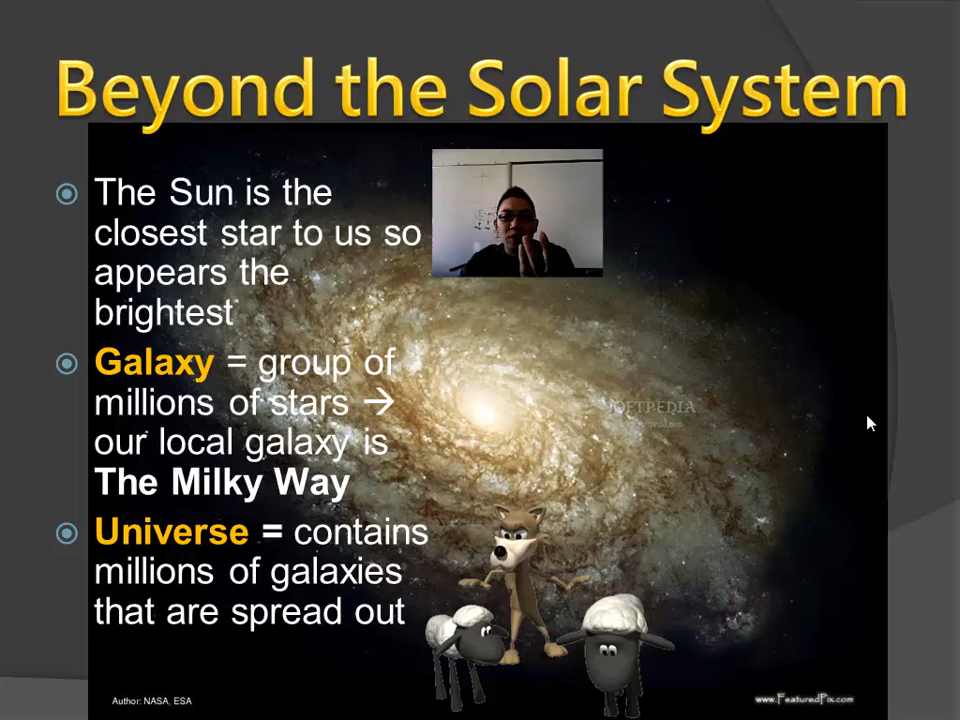 Beyond the Solar System
The Sun is the
closest star to us so
appears the
brightest
Galaxy = group of
millions of stars →
our local galaxy is
The Milky Way
Universe = contains
millions of galaxies
that are spread out
SOFTPEDIA
Author: NASA, ESA
www.FeaturedPix.com